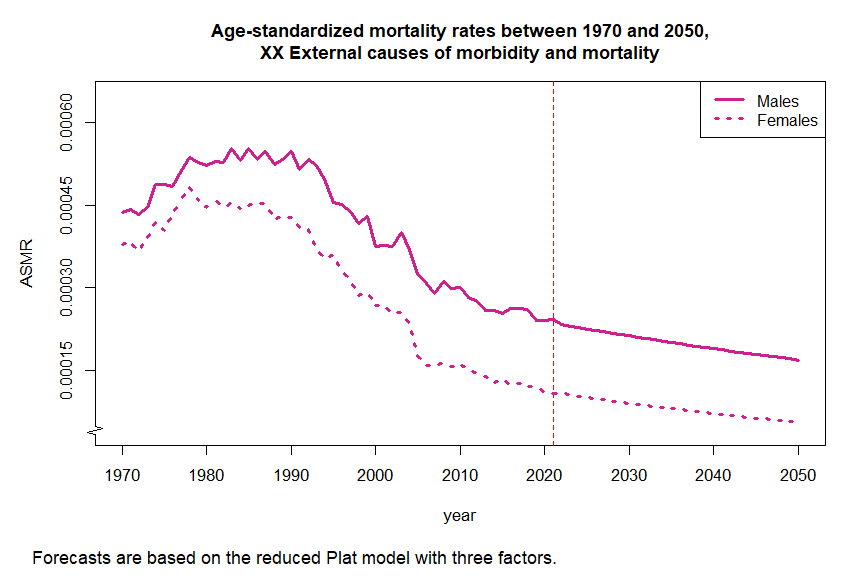 Age-standardized mortality rates between 1970 and 2050,
XX External causes of morbidity and mortality
Males
Females
ASMR
0.00060
0.00045
0.00030
0.00015
1970 1980 1990 2000 2010 2020 2030 2040 2050
year
Forecasts are based on the reduced Plat model with three factors.